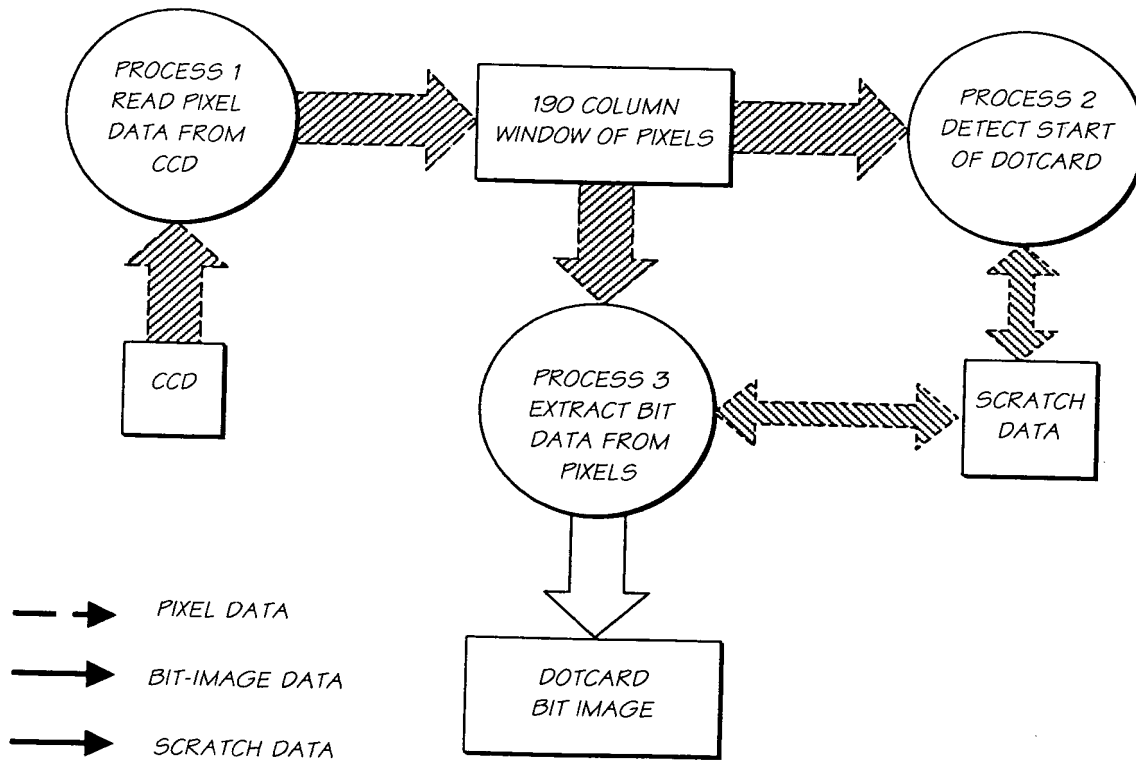 PROCESS 1
READ PIXEL
DATA FROM
CCD
190 COLUMN
WINDOW OF PIXELS
PROCESS 2
DETECT START
OF DOTCARD
CCD
PROCESS 3
EXTRACT BIT
DATA FROM
PIXELS
SCRATCH
DATA
PIXEL DATA
BIT-IMAGE DATA
SCRATCH DATA
DOTCARD
BIT IMAGE